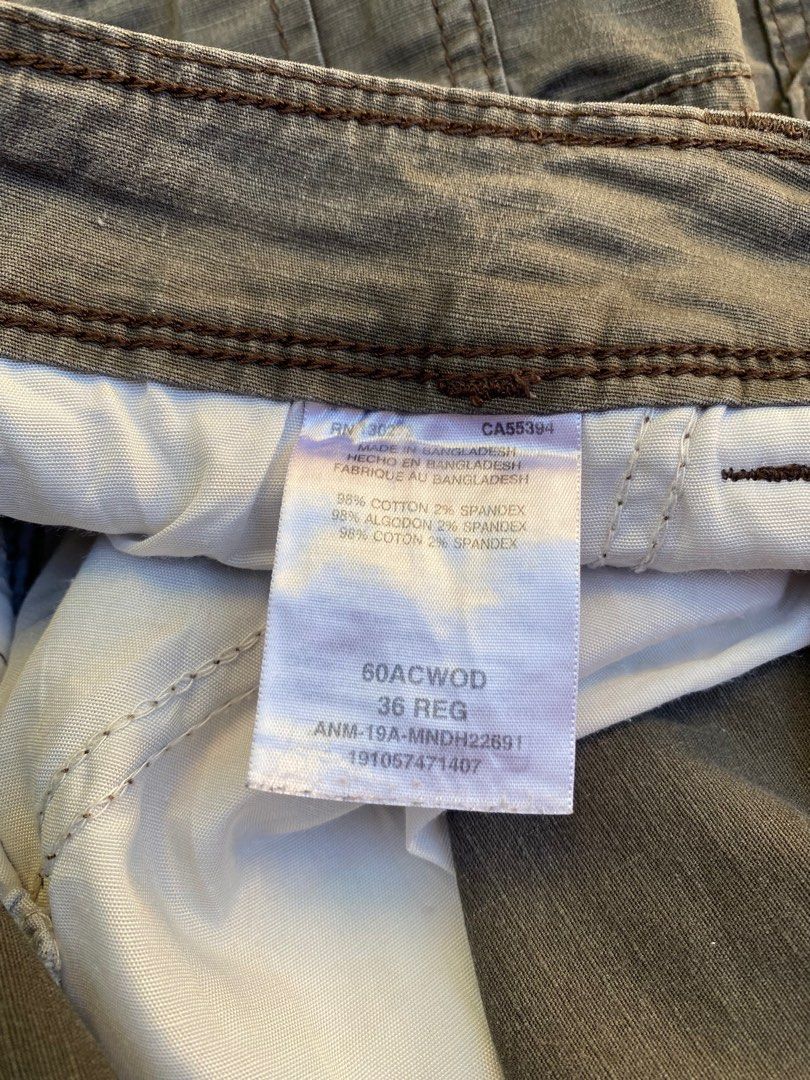 RN CA55394
MADE IN BANGLADESH
HECHO EN BANGLADESH
FABRIQUE AU BANGLADESH
98% COTTON 2% SPANDEX
98% ALGODON 2% SPANDEX
98% COTON 2% SPANDEX
60ACWOD
36 REG
ANM-19A-MNDH22691
191057471407